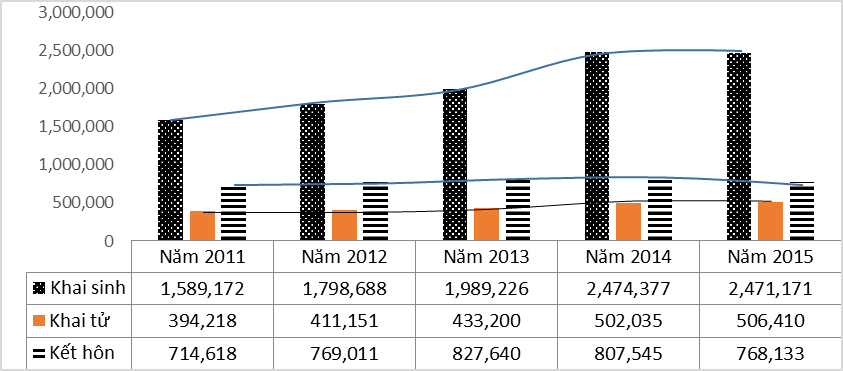 3,000,000
2,500,000
2,000,000
1,500,000
1,000,000
500,000
0
Năm 2011 Năm 2012 Năm 2013 Năm 2014 Năm 2015
Khai sinh 1,589,172 1,798,688 1,989,226 2,474,377 2,471,171
Khai tử 394,218 411,151 433,200 502,035 506,410
Kết hôn 714,618 769,011 827,640 807,545 768,133